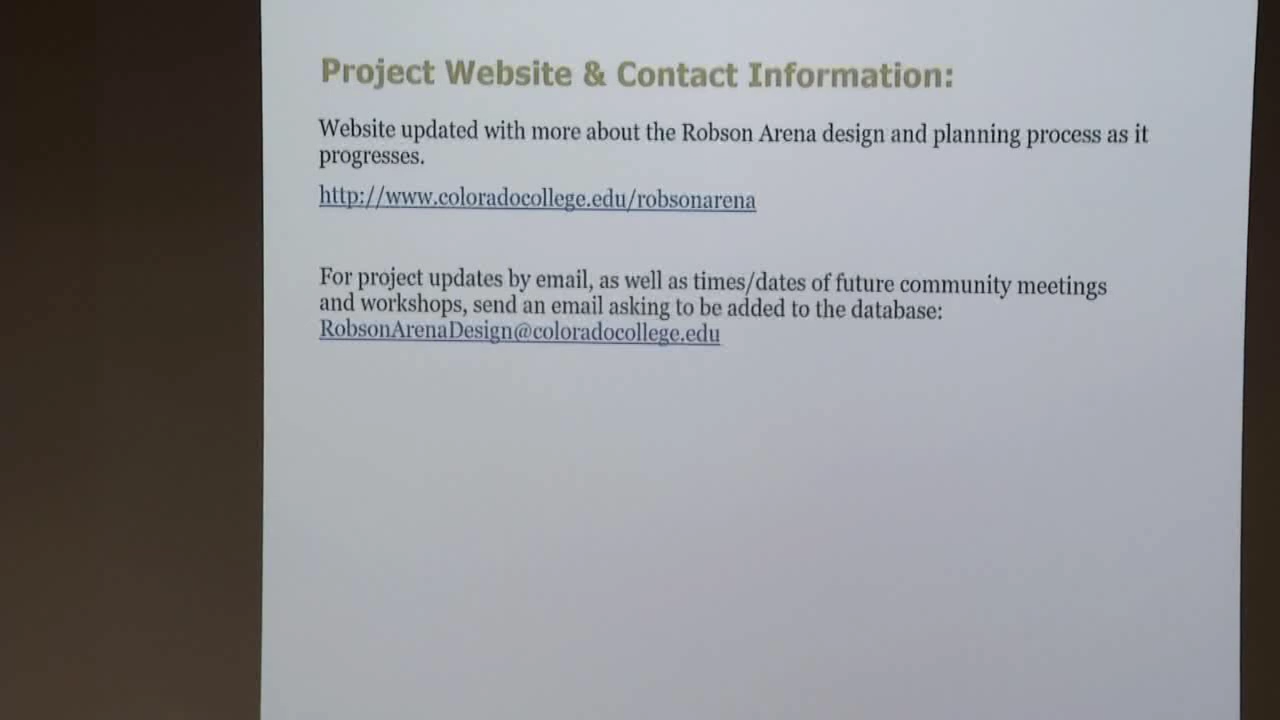 Project Website & Contact Information:
Website updated with more about the Robson Arena design and planning process as it
progresses.
http://www.coloradocollege.edu/robsonarena
For project updates by email, as well as times/dates of future community meetings
and workshops, send an email asking to be added to the database:
RobsonArenaDesign@coloradocollege.edu